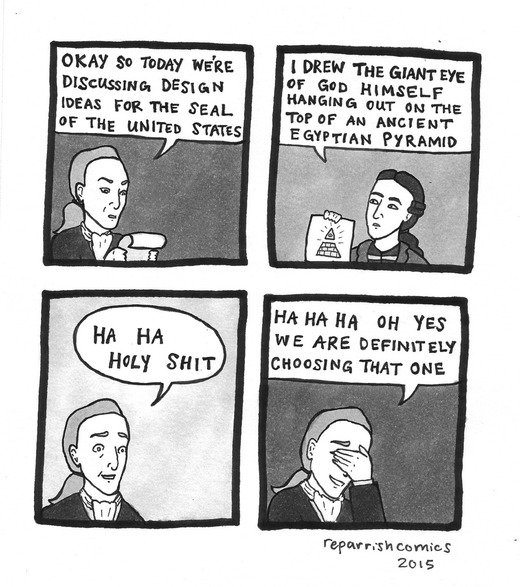 OKAY SO TODAY WE'RE
DISCUSSING DESIGN
IDEAS FOR THE SEAL
OF THE UNITED STATES
I DREW THE GIANT EYE
OF GOD HIMSELF
HANGING OUT ON THE
TOP OF AN ANCIENT
EGYPTIAN PYRAMID
HA HA
HOLY SHIT
HA HA HA OH YES
WE ARE DEFINITELY
CHOOSING THAT ONE
reparrishcomics
2015